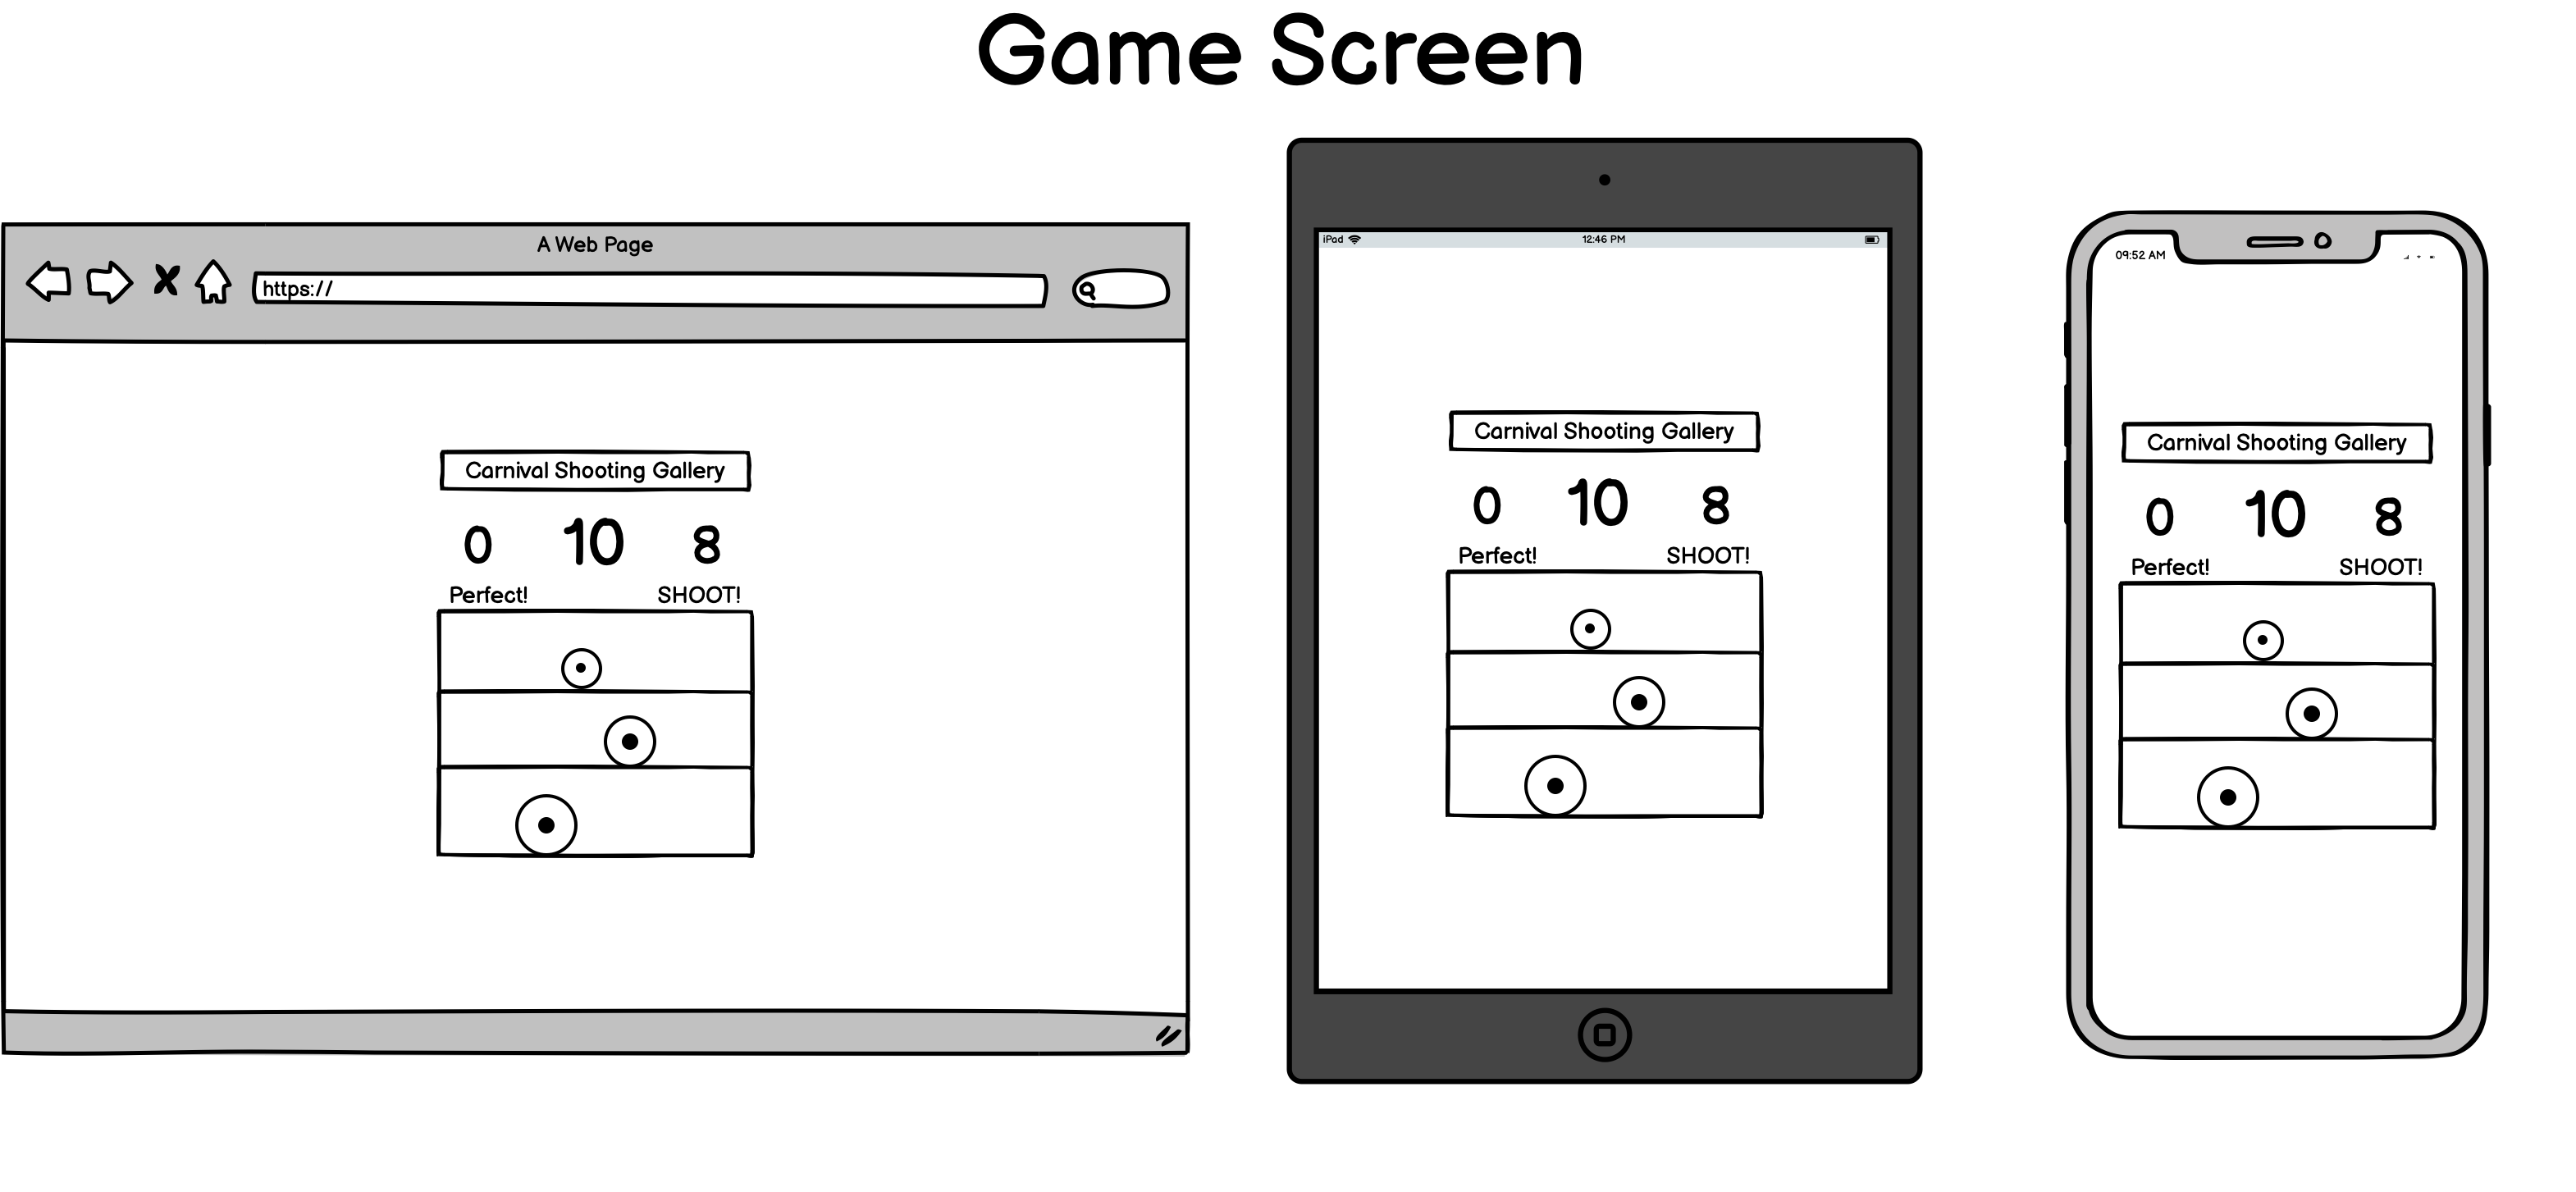 Game Screen
A Web Page
https://
Carnival Shooting Gallery
0 10 8
Perfect! SHOOT!
iPad 12:46 PM
Carnival Shooting Gallery
0 10 8
Perfect! SHOOT!
09:52 AM
Carnival Shooting Gallery
0 10 8
Perfect! SHOOT!